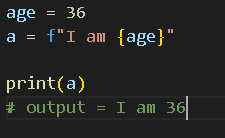 age = 36
a = f"I am {age}"
print(a)
# output = I am 36